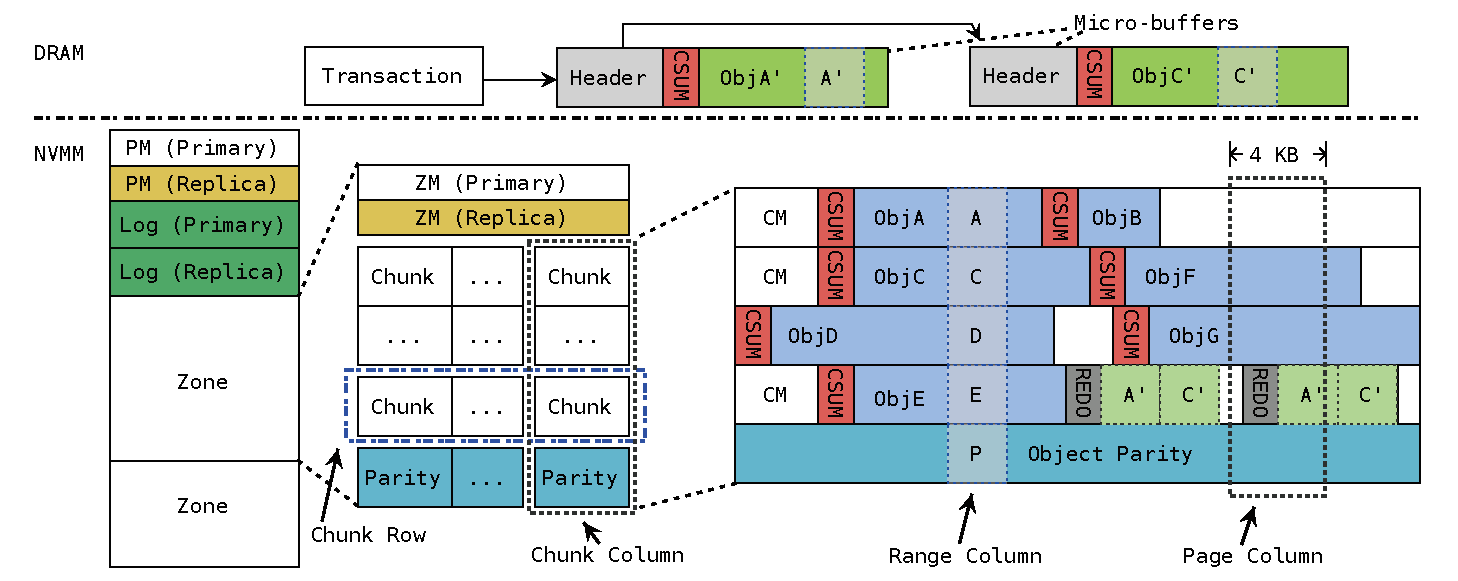 Micro-buffers
DRAM
Transaction
Header
CSUM
ObjA'
A'
Header
CSUM
ObjC'
C'
NVMM
PM (Primary)
PM (Replica)
Log (Primary)
Log (Replica)
Zone
Zone
ZM (Primary)
ZM (Replica)
Chunk
...
Chunk
...
...
...
Chunk
...
Chunk
Parity
...
Parity
Chunk Row
Chunk Column
4 KB
CM
CSUM
ObjA
A
CSUM
ObjB
CM
CSUM
ObjC
C
CSUM
ObjF
CSUM
ObjD
D
CSUM
ObjG
CM
CSUM
ObjE
E
REDO
A'
C'
REDO
A'
C'
P
Object Parity
Range Column
Page Column